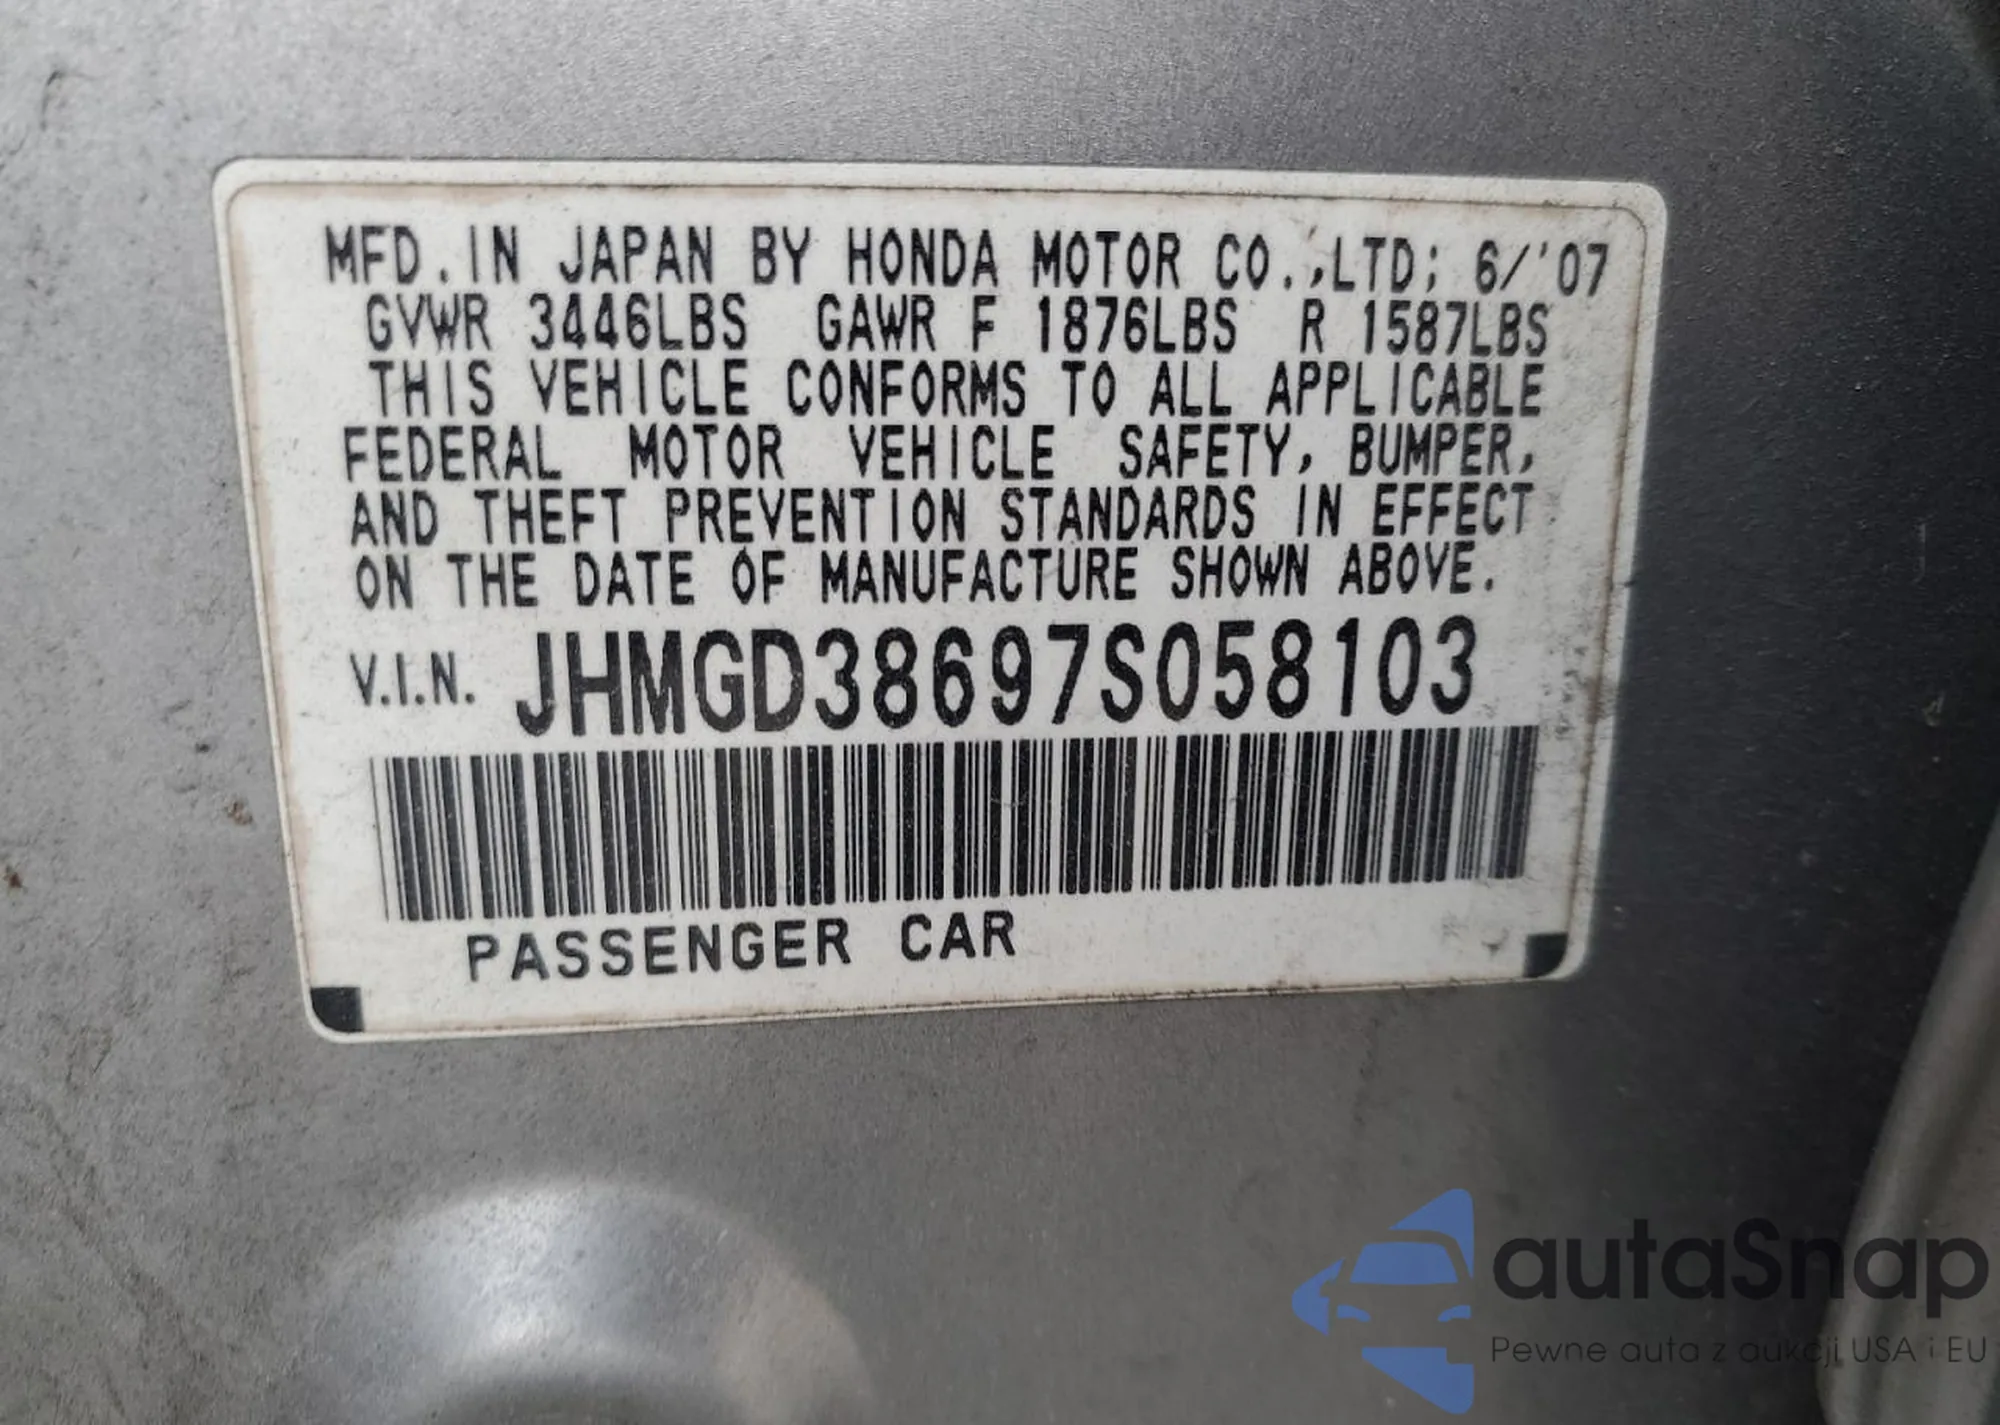 MFD. IN JAPAN BY HONDA MOTOR CO.,LTD; 6/'07
GVWR 3446LBS GAWR F 1876LBS R 1587LBS
THIS VEHICLE CONFORMS TO ALL APPLICABLE
FEDERAL MOTOR VEHICLE SAFETY, BUMPER,
AND THEFT PREVENTION STANDARDS IN EFFECT
ON THE DATE OF MANUFACTURE SHOWN ABOVE.
V.I.N. JHMGD38697S058103
PASSENGER CAR
autaSnap
Pewne auta z aukcji USA i EU